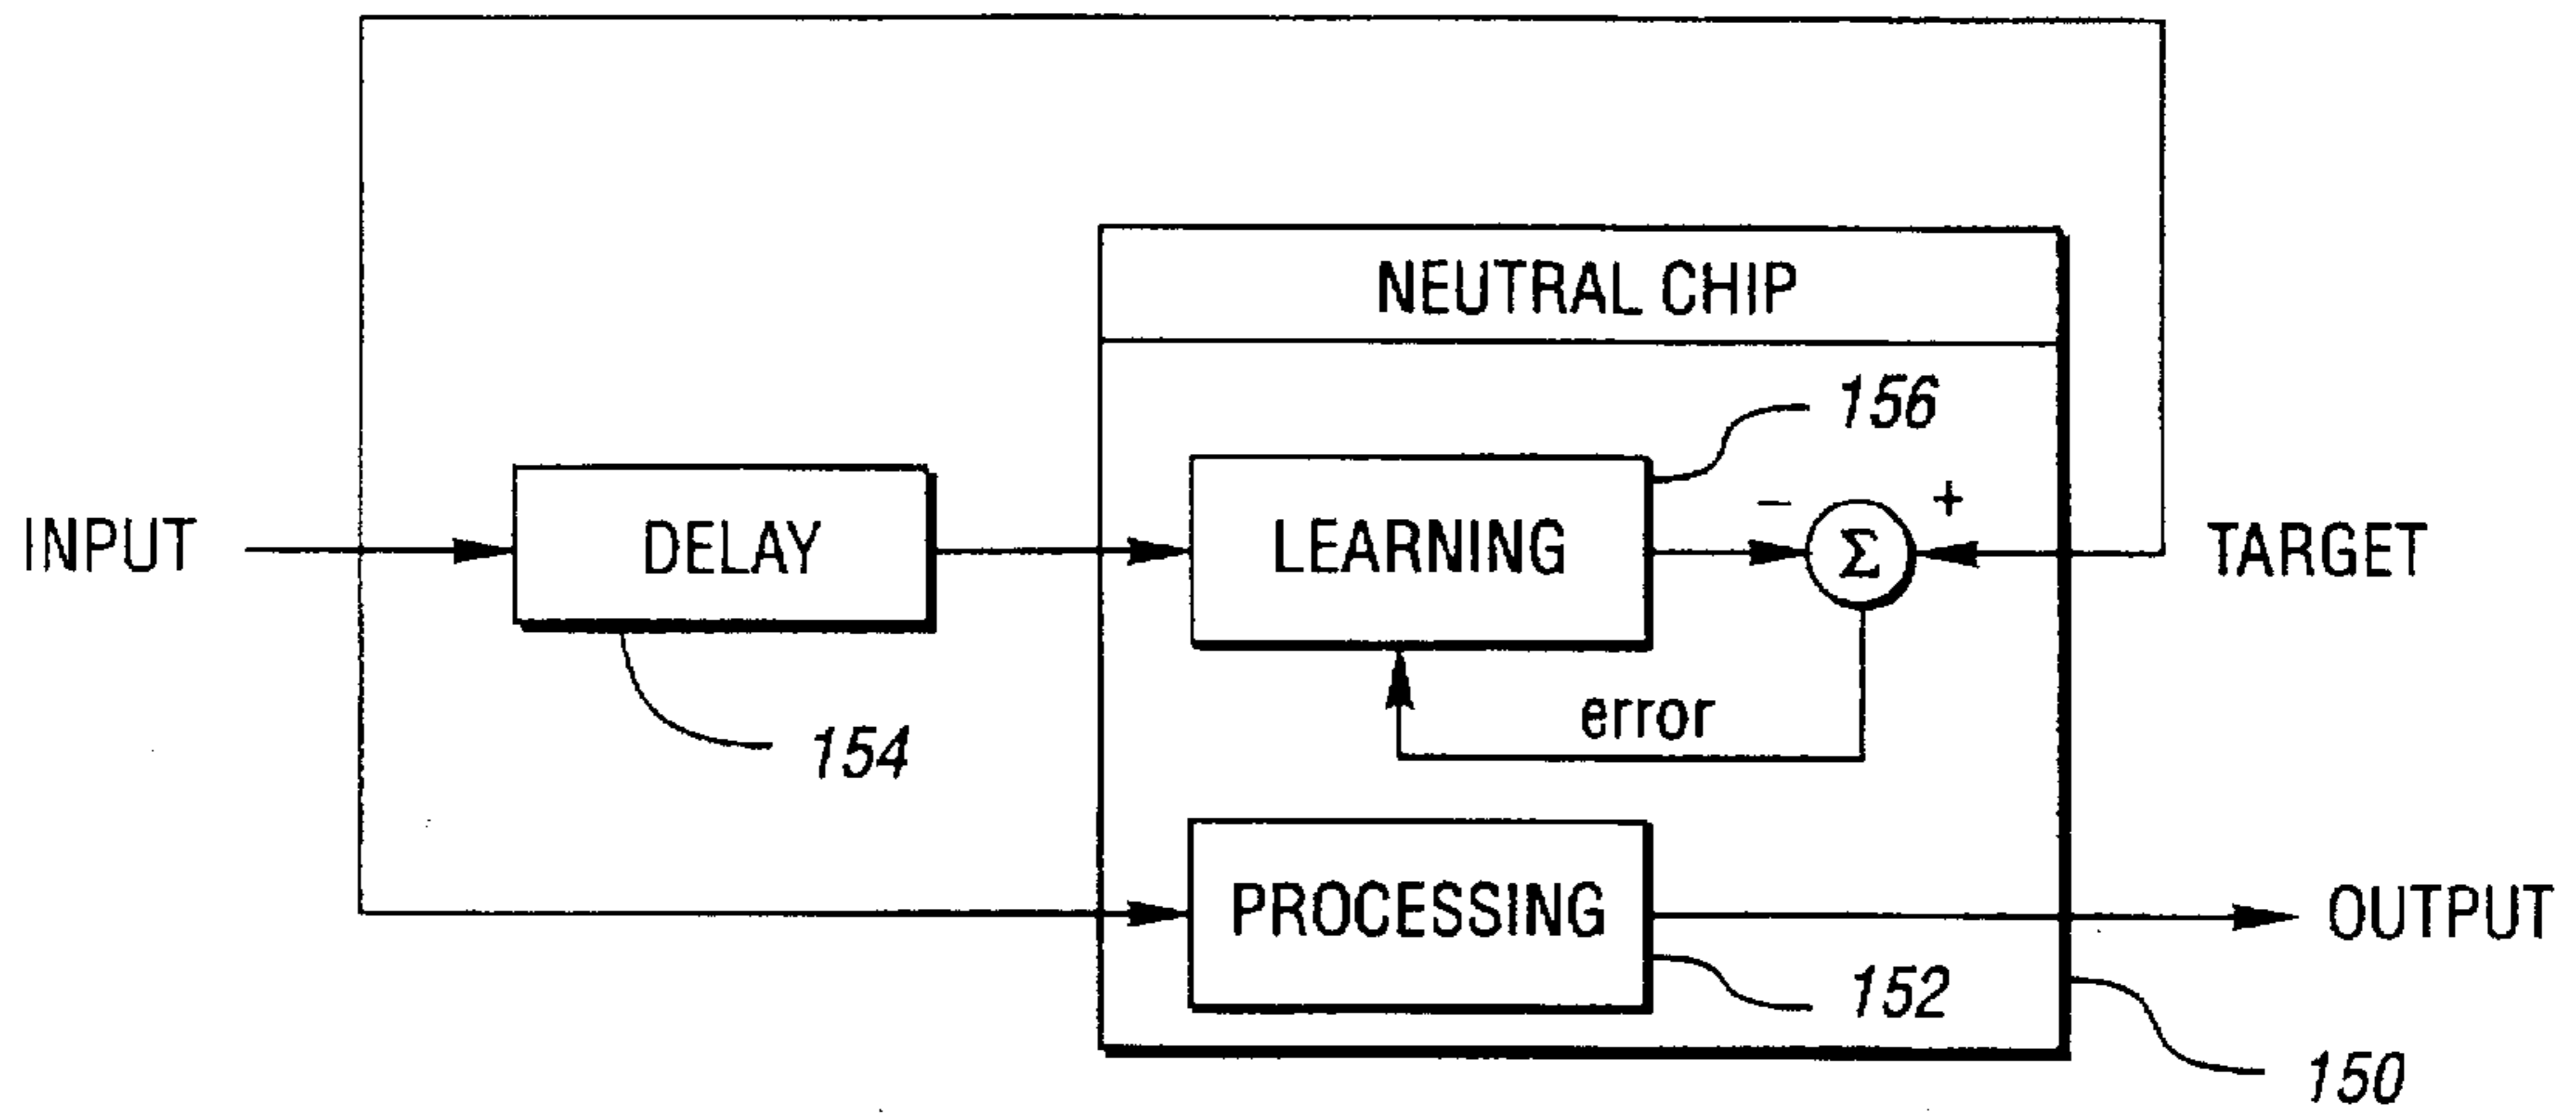 NEUTRAL CHIP
156
INPUT
DELAY
LEARNING
−
Σ
+
TARGET
154
error
PROCESSING
OUTPUT
152
150